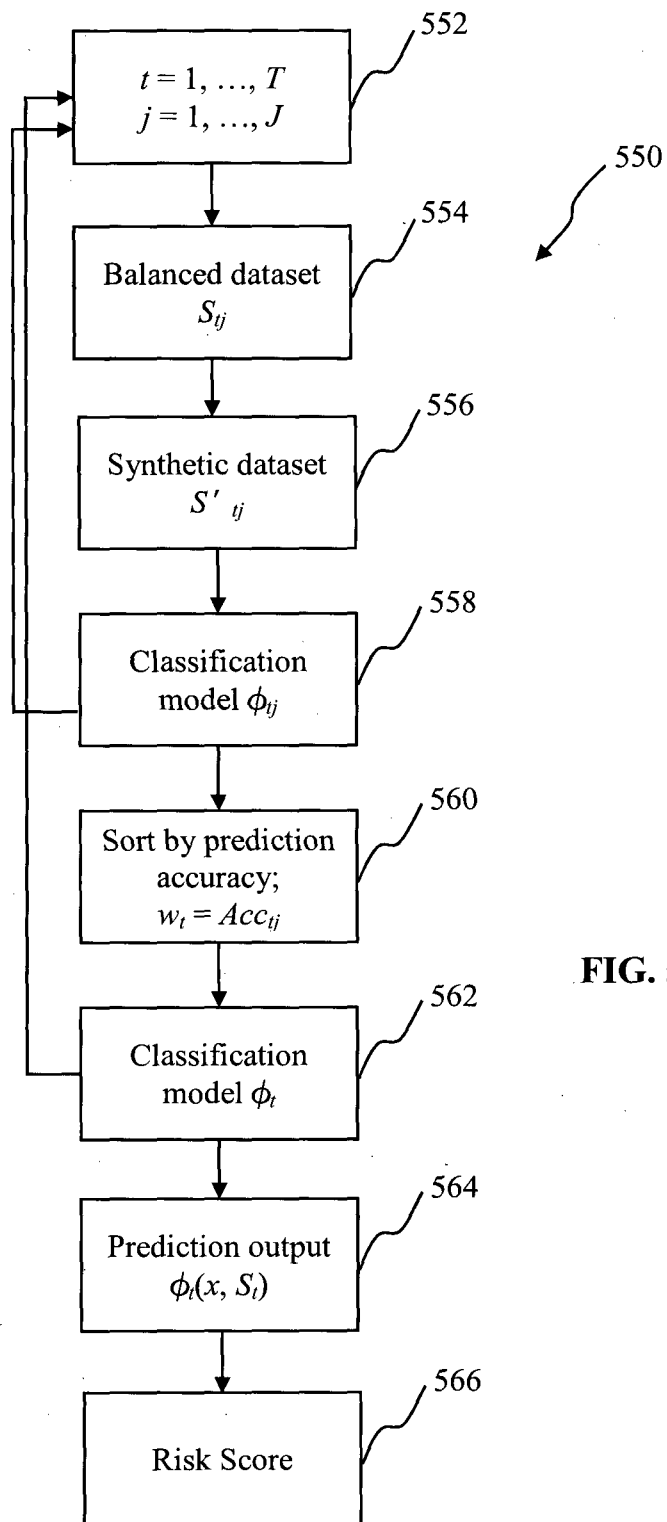 552
t = 1, ..., T
j = 1, ..., J
550
554
Balanced dataset
S_tj
556
Synthetic dataset
S′ tj
558
Classification
model ϕ_tj
560
Sort by prediction
accuracy;
w_t = Acc_tj
FIG.
562
Classification
model ϕ_t
564
Prediction output
ϕ_t(x, S_t)
566
Risk Score